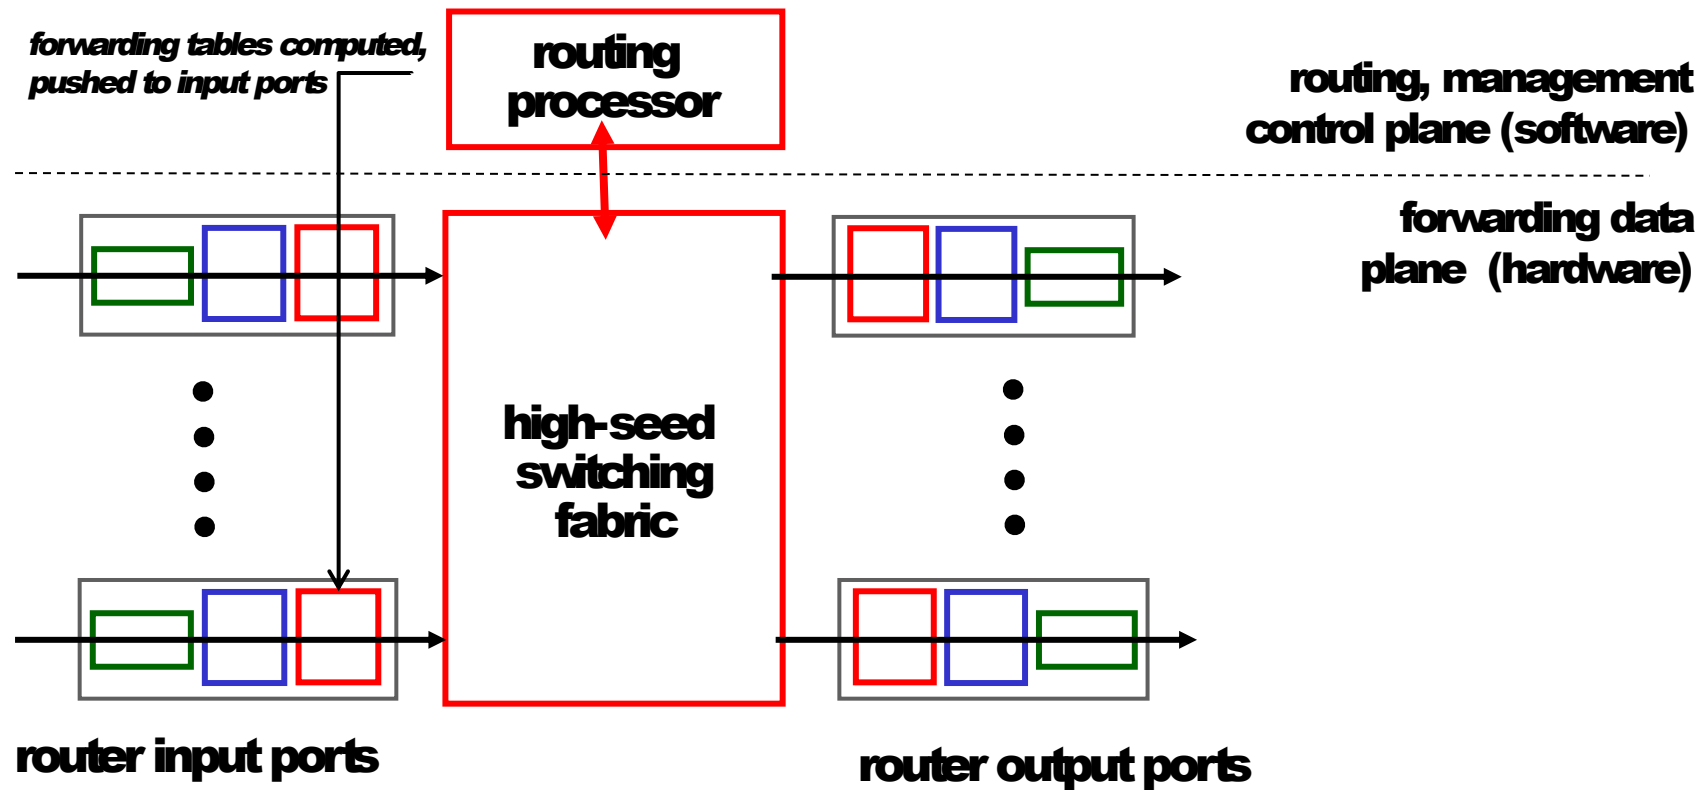 forwarding tables computed,
pushed to input ports
routing
processor
routing, management
control plane (software)
forwarding data
plane (hardware)
high-seed
switching
fabric
router input ports
router output ports